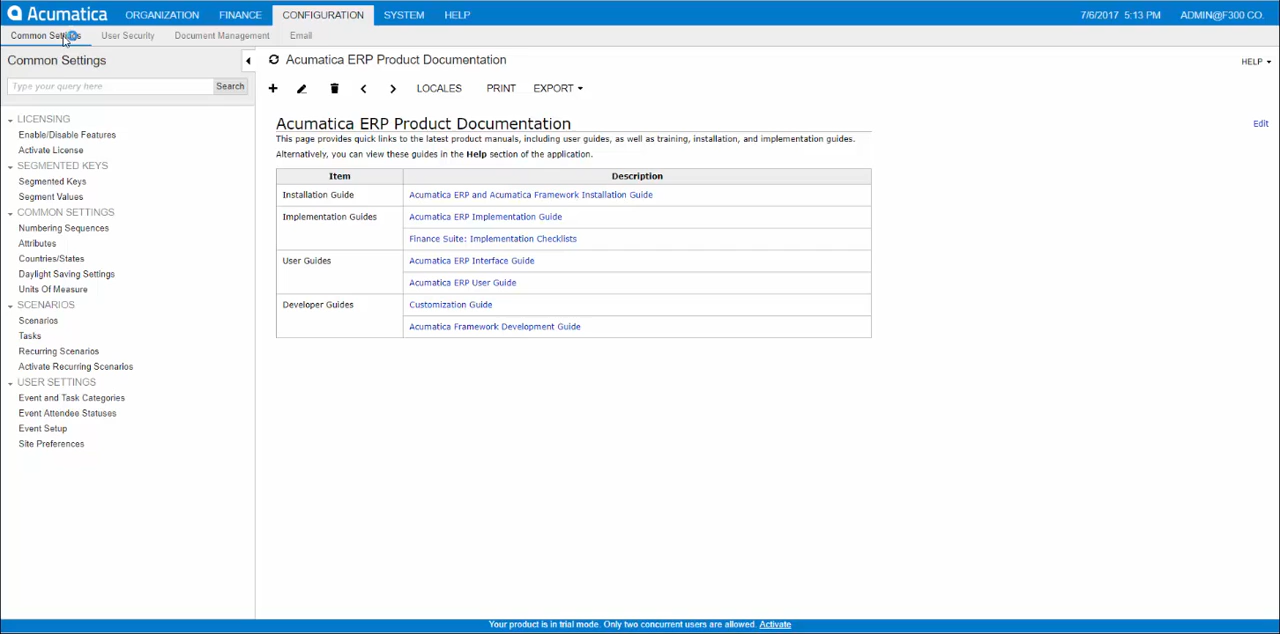 Acumatica ORGANIZATION FINANCE CONFIGURATION SYSTEM HELP 7/6/2017 5:13 PM ADMIN@F300 CO.
Common Settings User Security Document Management Email
Common Settings
Type your query here Search
LICENSING
Enable/Disable Features
Activate License
SEGMENTED KEYS
Segmented Keys
Segment Values
COMMON SETTINGS
Numbering Sequences
Attributes
Countries/States
Daylight Saving Settings
Units Of Measure
SCENARIOS
Scenarios
Tasks
Recurring Scenarios
Activate Recurring Scenarios
USER SETTINGS
Event and Task Categories
Event Attendee Statuses
Event Setup
Site Preferences
Acumatica ERP Product Documentation HELP
LOCALES PRINT EXPORT
Acumatica ERP Product Documentation Edit
This page provides quick links to the latest product manuals, including user guides, as well as training, installation, and implementation guides.
Alternatively, you can view these guides in the Help section of the application.
Item Description
Installation Guide Acumatica ERP and Acumatica Framework Installation Guide
Implementation Guides Acumatica ERP Implementation Guide
Finance Suite: Implementation Checklists
User Guides Acumatica ERP Interface Guide
Acumatica ERP User Guide
Developer Guides Customization Guide
Acumatica Framework Development Guide
Your product is in trial mode. Only two concurrent users are allowed. Activate